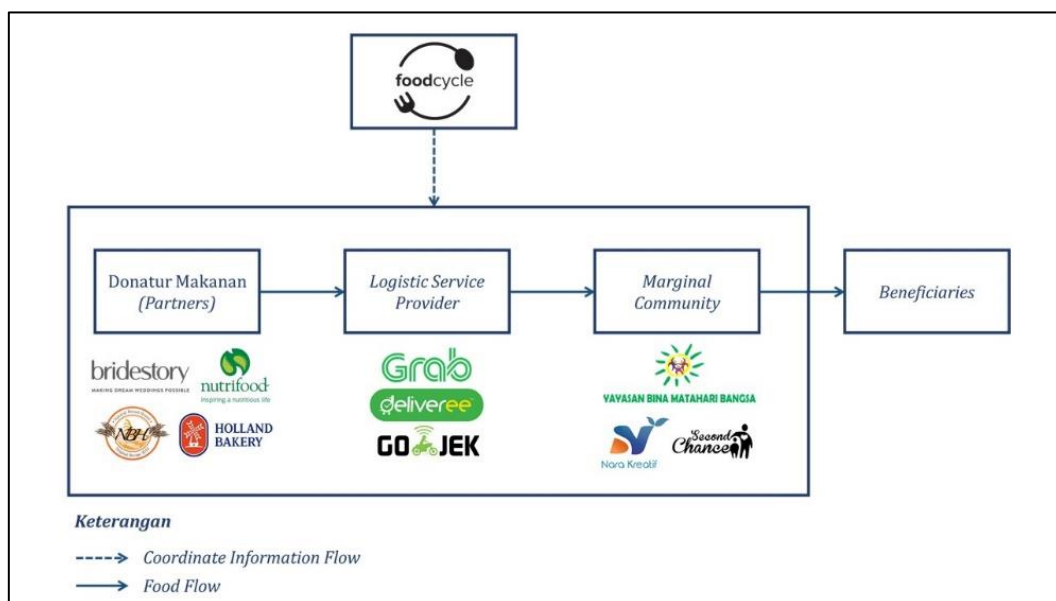 foodcycle
Donatur Makanan
(Partners)
Logistic Service
Provider
Marginal
Community
Beneficiaries
bridestory
MAKING DREAM WEDDINGS POSSIBLE
nutrifood
Inspiring a nutritious life
NBH
HOLLAND
BAKERY
Grab
deliveree
GO JEK
YAYASAN BINA MATAHARI BANGSA
Nara Kreatif
Second
Chance
Keterangan
Coordinate Information Flow
Food Flow